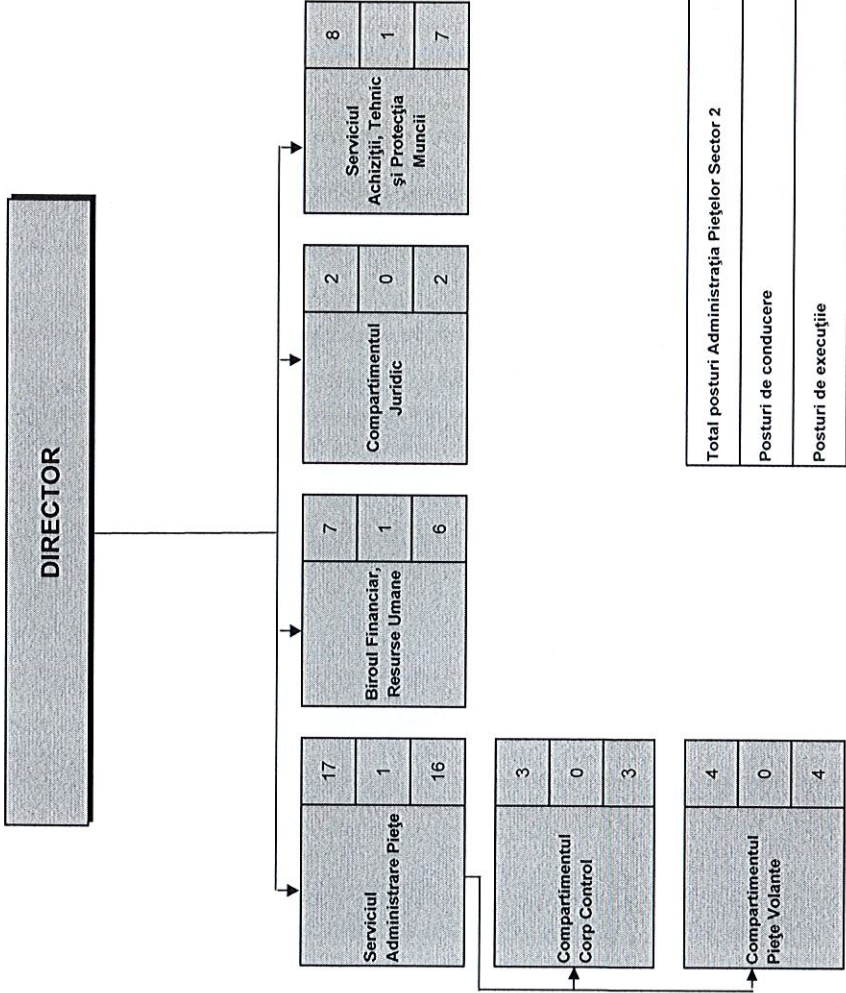 DIRECTOR
Serviciul
Administrare Pieţe
17
1
16
Biroul Financiar,
Resurse Umane
7
1
6
Compartimentul
Juridic
2
0
2
Serviciul
Achiziţii, Tehnic
şi Protecţia
Muncii
8
1
7
Compartimentul
Corp Control
3
0
3
Compartimentul
Pieţe Volante
4
0
4
Total posturi Administraţia Pieţelor Sector 2
Posturi de conducere
Posturi de execuţiie